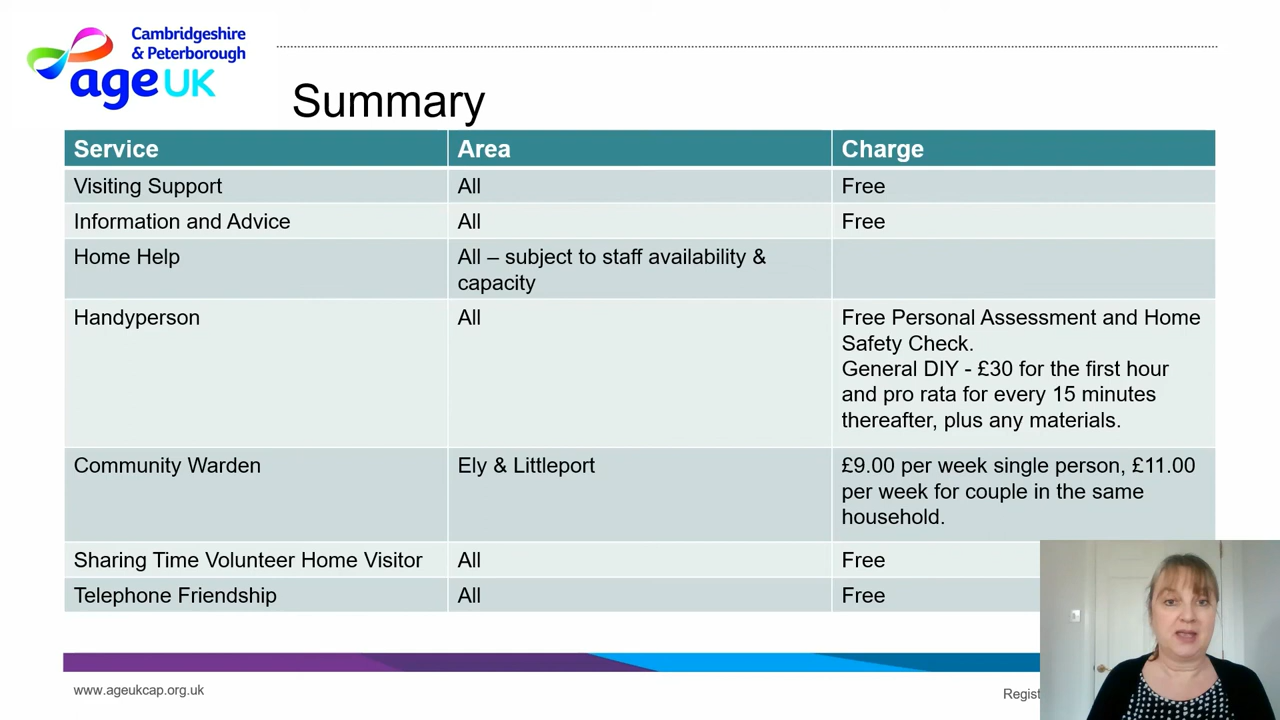 Cambridgeshire
& Peterborough
age UK
Summary
Service Area Charge
Visiting Support All Free
Information and Advice All Free
Home Help All – subject to staff availability &
capacity
Handyperson All Free Personal Assessment and Home
Safety Check.
General DIY - £30 for the first hour
and pro rata for every 15 minutes
thereafter, plus any materials.
Community Warden Ely & Littleport £9.00 per week single person, £11.00
per week for couple in the same
household.
Sharing Time Volunteer Home Visitor All Free
Telephone Friendship All Free
www.ageukcap.org.uk